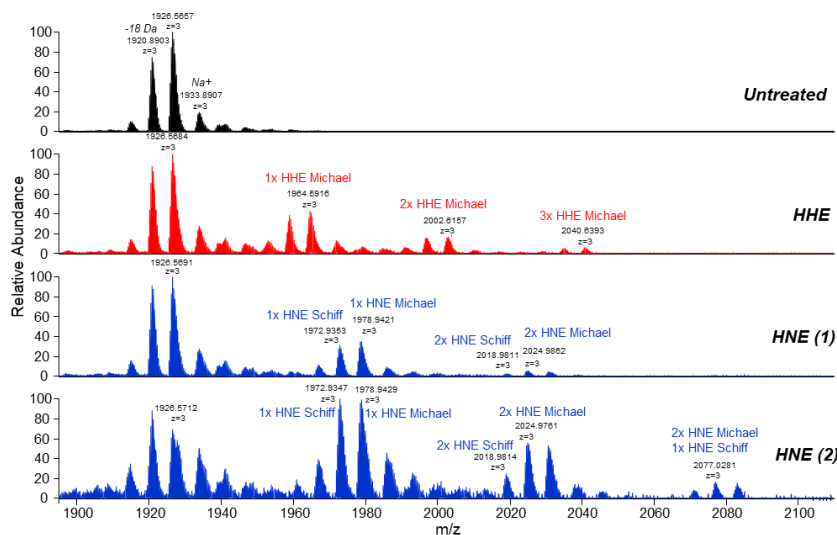 -18 Da
1920.8903
z=3
1926.5657
z=3
Na+
1933.8907
z=3
100
80
60
40
20
0
Untreated
1926.5684
z=3
1x HHE Michael
1964.5916
z=3
2x HHE Michael
2002.6157
z=3
3x HHE Michael
2040.6393
z=3
100
80
60
40
20
0
HHE
Relative Abundance
1926.5691
z=3
1x HNE Schiff
1972.9353
z=3
1x HNE Michael
1978.9421
z=3
2x HNE Schiff
2018.9811
z=3
2x HNE Michael
2024.9862
z=3
100
80
60
40
20
0
HNE (1)
1926.5712
z=3
1972.9347
z=3
1x HNE Schiff
1978.9429
z=3
1x HNE Michael
2x HNE Schiff
2018.9814
z=3
2x HNE Michael
2024.9761
z=3
2x HNE Michael
1x HNE Schiff
2077.0281
z=3
100
80
60
40
20
0
HNE (2)
1900 1920 1940 1960 1980 2000 2020 2040 2060 2080 2100
m/z